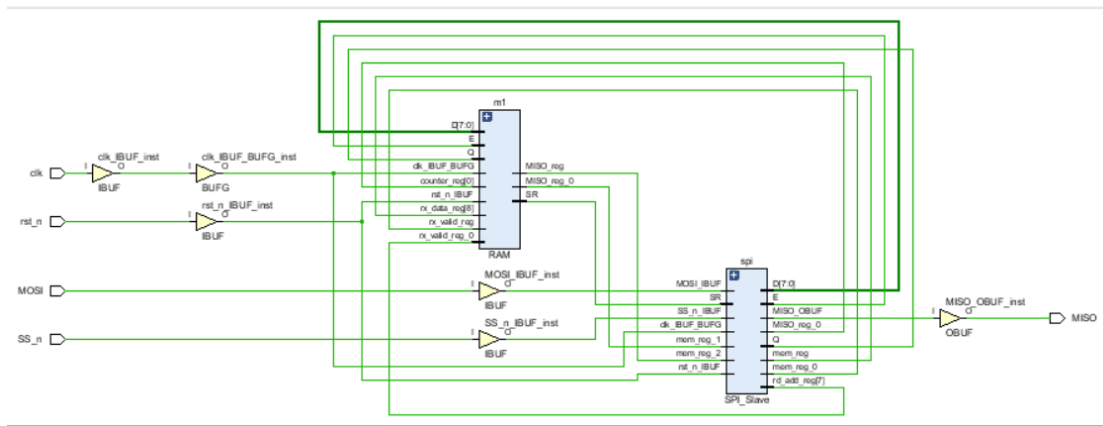 m1
D[7:0]
E
Q
clk_IBUF_BUFG
counter_reg[0]
rst_n_IBUF
rx_data_reg[8]
rx_valid_reg
rx_valid_reg_0
MISO_reg
MISO_reg_0
SR
RAM
clk
clk_IBUF_inst
I
O
IBUF
clk_IBUF_BUFG_inst
I
O
BUFG
rst_n
rst_n_IBUF_inst
I
O
IBUF
MOSI
MOSI_IBUF_inst
I
O
IBUF
SS_n
SS_n_IBUF_inst
I
O
IBUF
spi
MOSI_IBUF
SR
SS_n_IBUF
clk_IBUF_BUFG
mem_reg_1
mem_reg_2
rst_n_IBUF
D[7:0]
E
MISO_OBUF
MISO_reg_0
Q
mem_reg
mem_reg_0
rd_add_reg[7]
SPI_Slave
MISO_OBUF_inst
I
O
OBUF
MISO